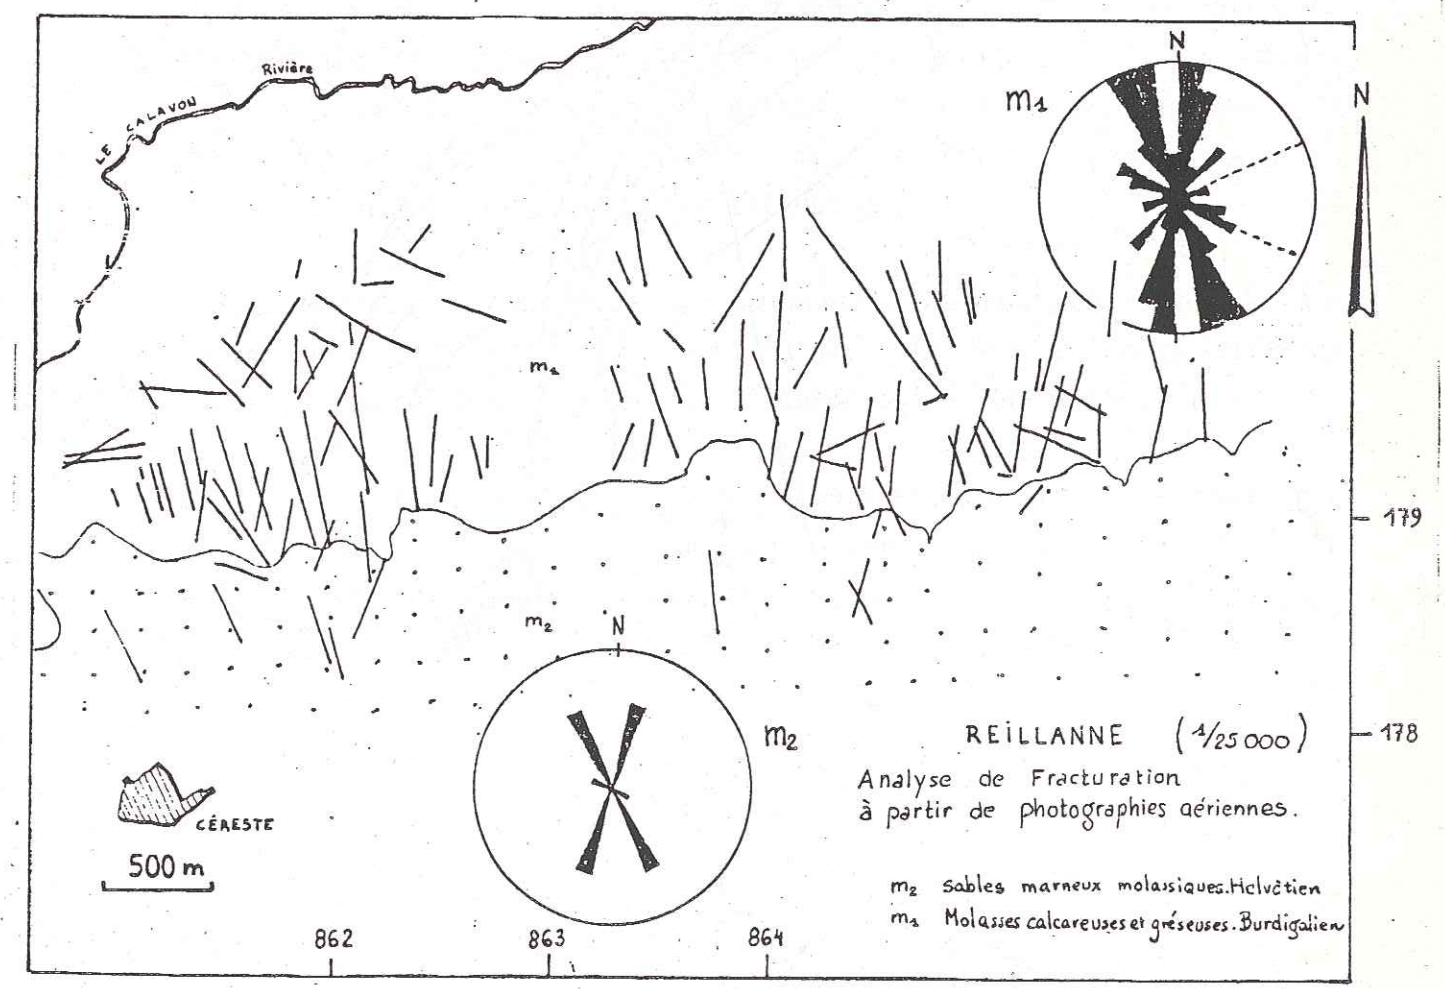 Rivière
LE CALAVON
N
m₁
N
m₁
179
m₂
N
m₂
REILLANNE (1/25 000)
178
Analyse de Fracturation
à partir de photographies aériennes.
CÉRESTE
500 m
m₂ Sables marneux molassiques. Helvétien
m₁ Molasses calcareuses et gréseuses. Burdigalien
862
863
864